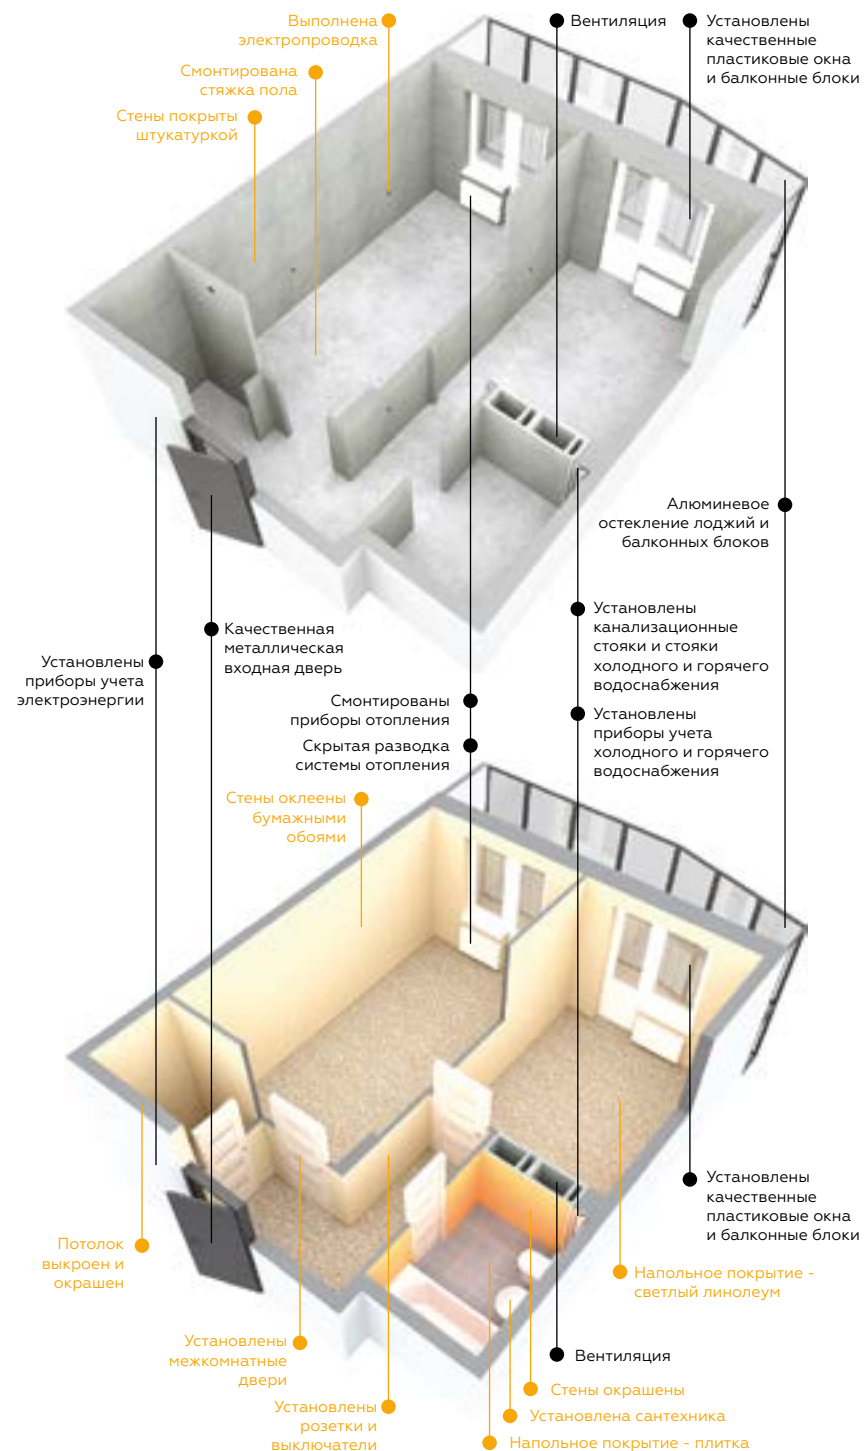 Выполнена
электропроводка
Вентиляция
Установлены
качественные
пластиковые окна
и балконные блоки
Смонтирована
стяжка пола
Стены покрыты
штукатуркой
Алюминевое
остекление лоджий и
балконных блоков
Установлены
канализационные
стояки и стояки
холодного и горячего
водоснабжения
Качественная
металлическая
входная дверь
Установлены
приборы учета
электроэнергии
Смонтированы
приборы отопления
Установлены
приборы учета
холодного и горячего
водоснабжения
Скрытая разводка
системы отопления
Стены оклеены
бумажными
обоями
Установлены
качественные
пластиковые окна
и балконные блоки
Потолок
выкроен и
окрашен
Напольное покрытие -
светлый линолеум
Установлены
межкомнатные
двери
Вентиляция
Стены окрашены
Установлены
розетки и
выключатели
Установлена сантехника
Напольное покрытие - плитка